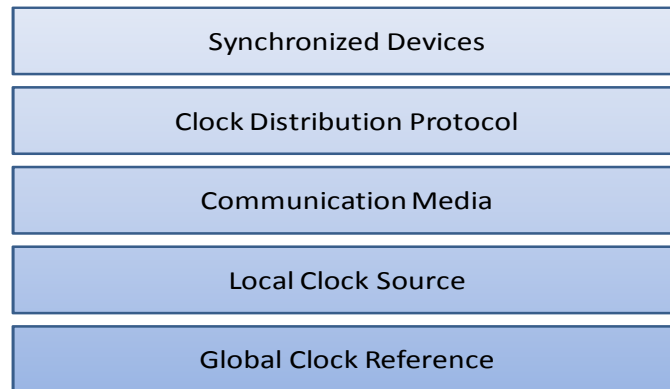 Synchronized Devices
Clock Distribution Protocol
Communication Media
Local Clock Source
Global Clock Reference